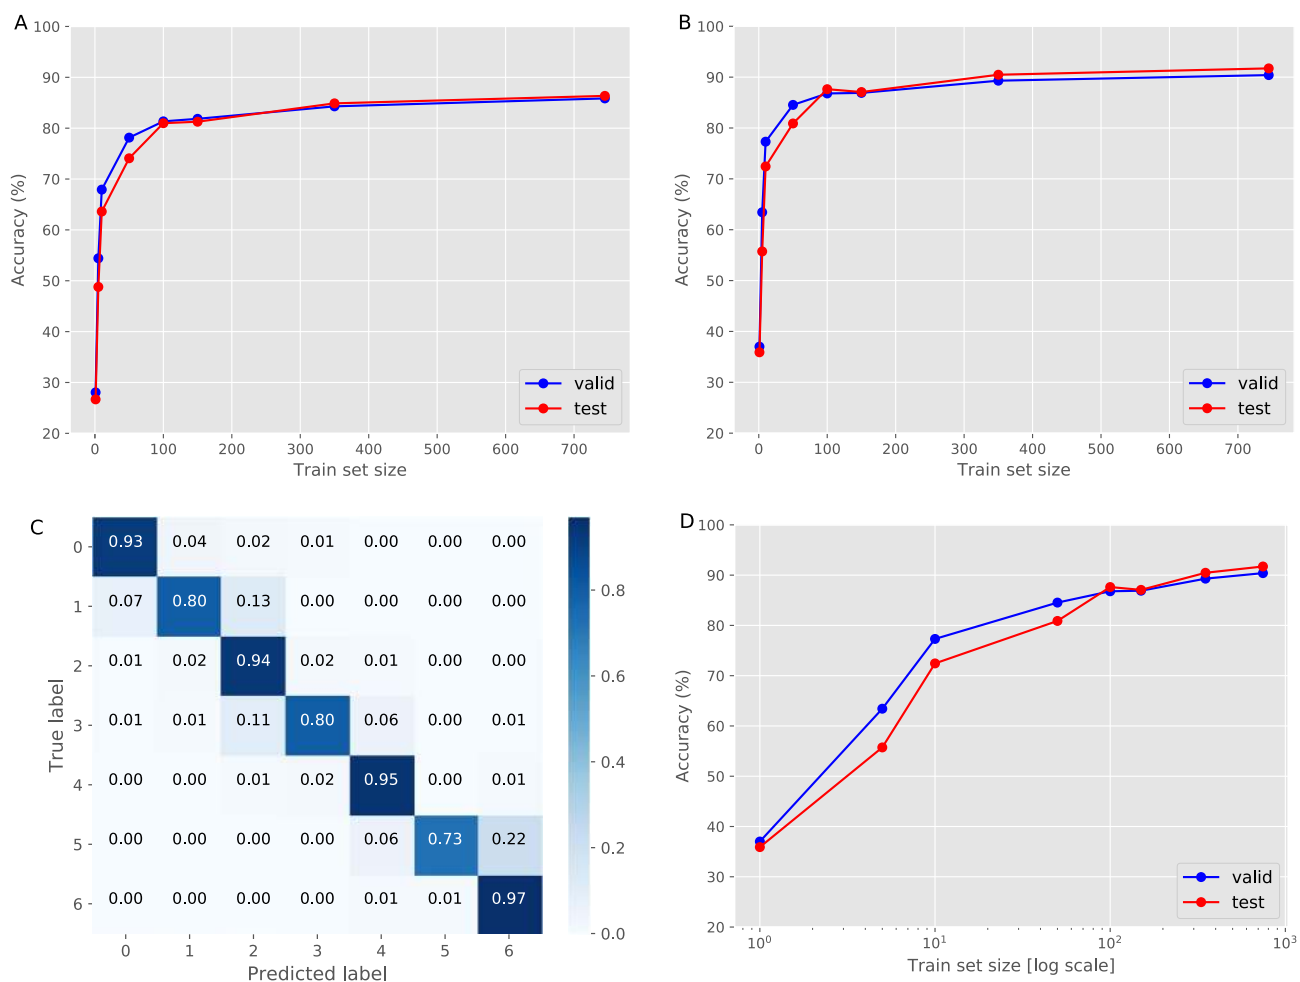 A
100
90
80
70
60
50
40
30
20
Accuracy (%)
0 100 200 300 400 500 600 700
Train set size
valid
test
B
100
90
80
70
60
50
40
30
20
Accuracy (%)
0 100 200 300 400 500 600 700
Train set size
valid
test
C
True label
0 0.93 0.04 0.02 0.01 0.00 0.00 0.00
1 0.07 0.80 0.13 0.00 0.00 0.00 0.00
2 0.01 0.02 0.94 0.02 0.01 0.00 0.00
3 0.01 0.01 0.11 0.80 0.06 0.00 0.01
4 0.00 0.00 0.01 0.02 0.95 0.00 0.01
5 0.00 0.00 0.00 0.00 0.06 0.73 0.22
6 0.00 0.00 0.00 0.00 0.01 0.01 0.97
0 1 2 3 4 5 6
Predicted label
0.8
0.6
0.4
0.2
0.0
D
100
90
80
70
60
50
40
30
20
Accuracy (%)
10⁰ 10¹ 10² 10³
Train set size [log scale]
valid
test